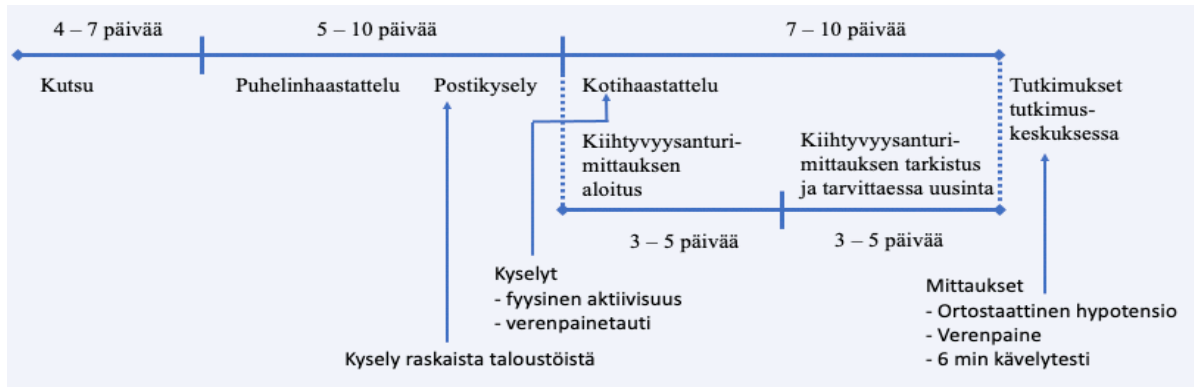 4 – 7 päivää
5 – 10 päivää
7 – 10 päivää
Kutsu
Puhelinhaastattelu
Postikysely
Kotihaastattelu
Tutkimukset
tutkimus-
keskuksessa
Kiihtyvyysanturi-
mittauksen
aloitus
Kiihtyvyysanturi-
mittauksen tarkistus
ja tarvittaessa uusinta
3 – 5 päivää
3 – 5 päivää
Kyselyt
- fyysinen aktiivisuus
- verenpainetauti
Mittaukset
- Ortostaattinen hypotensio
- Verenpaine
- 6 min kävelytesti
Kysely raskaista taloustöistä